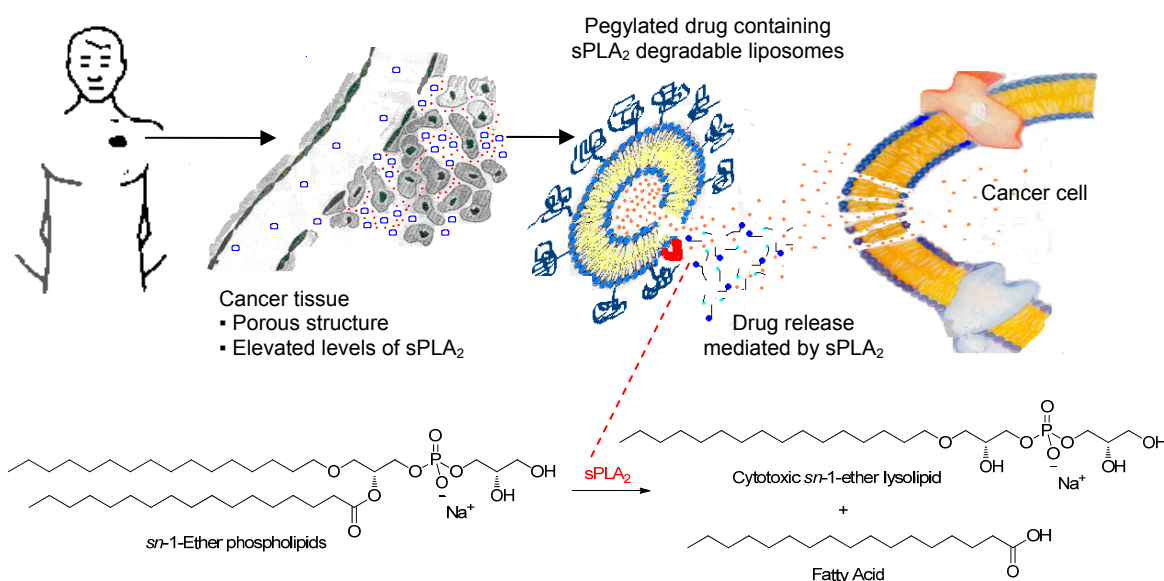 Pegylated drug containing
sPLA₂ degradable liposomes
Cancer cell
Cancer tissue
▪ Porous structure
▪ Elevated levels of sPLA₂
Drug release
mediated by sPLA₂
O
O
O
P
O
O
OH
O
OH
Na⁺
O
sn-1-Ether phospholipids
sPLA₂
O
O
O
P
O
OH
OH
O
OH
Na⁺
Cytotoxic sn-1-ether lysolipid
+
OH
O
Fatty Acid